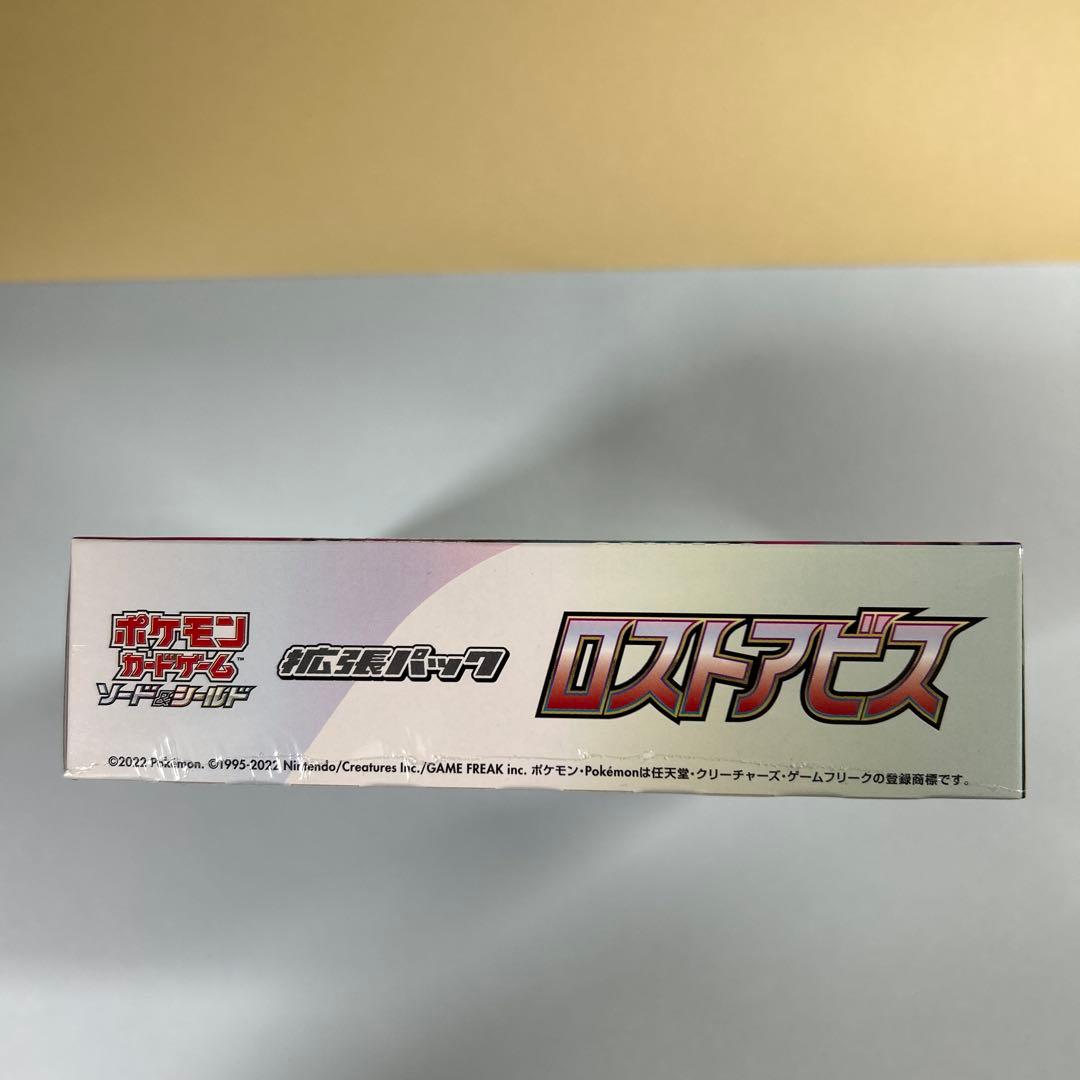 ポケモン
カードゲーム™
ソード&シールド
拡張パック
ロストアビス
©2022 Pokémon. ©1995-2022 Nintendo/Creatures Inc./GAME FREAK inc. ポケモン・Pokémonは任天堂・クリーチャーズ・ゲームフリークの登録商標です。